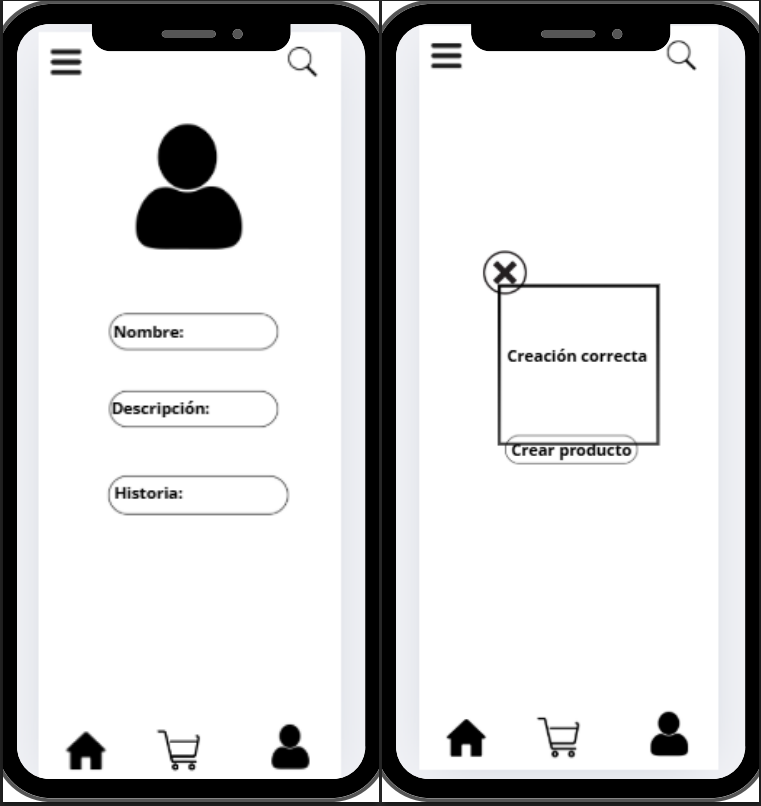 Nombre:
Descripción:
Historia:
Creación correcta
Crear producto